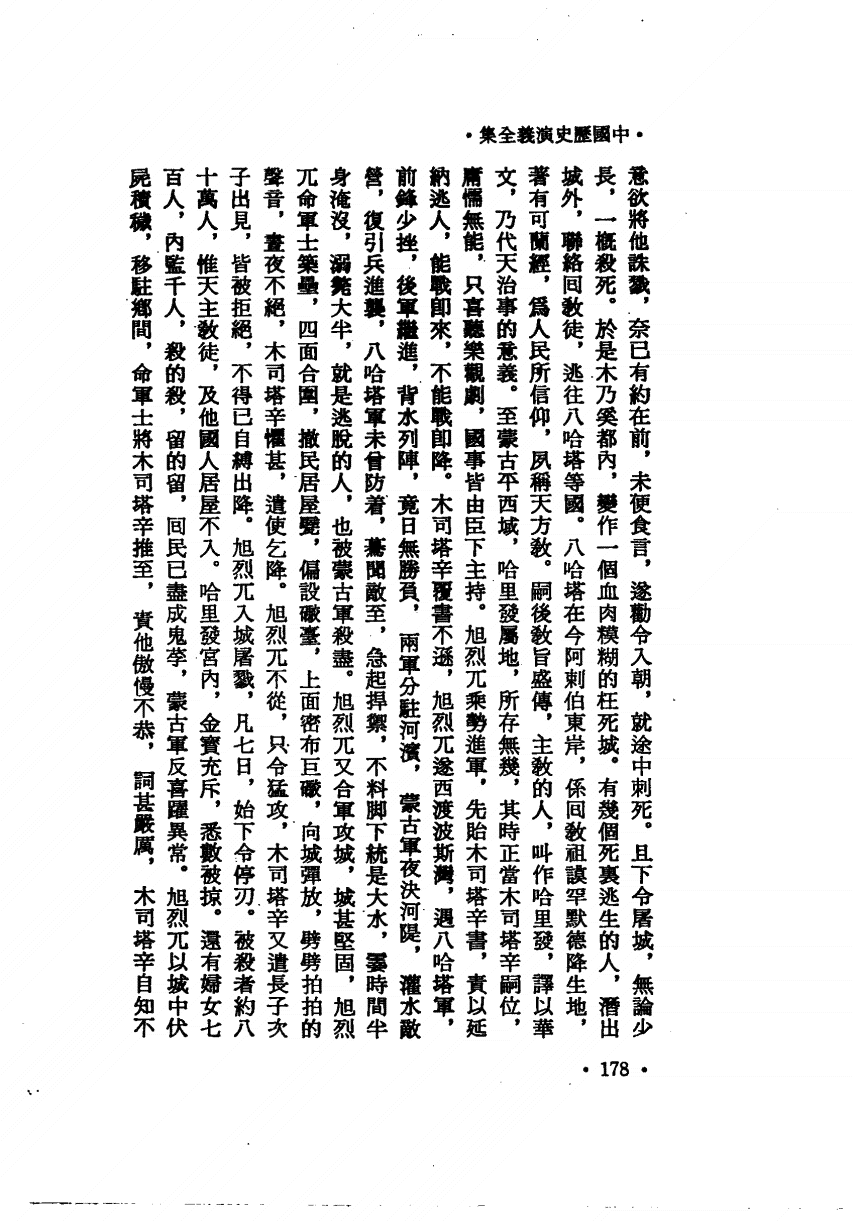 ·中國歷史演義全集·
意欲將他誅戮，奈已有約在前，未便食言，遂勸令入朝，就途中刺死。且下令屠城，無論少
長，一概殺死。於是木乃奚都內，變作一個血肉糢糊的枉死城。有幾個死裏逃生的人，潛出
城外，聯絡回教徒，逃往八哈塔等國。八哈塔在今阿剌伯東岸，係回教祖謨罕默德降生地，
著有可蘭經，爲人民所信仰，夙稱天方教。嗣後教旨盛傳，主教的人，叫作哈里發，譯以華
文，乃代天治事的意義。至蒙古平西域，哈里發屬地，所存無幾，其時正當木司塔辛嗣位，
庸懦無能，只喜聽樂觀劇，國事皆由臣下主持。旭烈兀乘勢進軍，先貽木司塔辛書，責以延
納逃人，能戰卽來，不能戰卽降。木司塔辛覆書不遜，旭烈兀遂西渡波斯灣，遇八哈塔軍，
前鋒少挫，後軍繼進，背水列陣，竟日無勝負，兩軍分駐河濱，蒙古軍夜決河隄，灌水敵
營，復引兵進襲，八哈塔軍未曾防着，驀聞敵至，急起捍禦，不料脚下統是大水，霎時間半
身淹沒，溺斃大半，就是逃脫的人，也被蒙古軍殺盡。旭烈兀又合軍攻城，城甚堅固，旭烈
兀命軍士築壘，四面合圍，撤民居屋甓，偏設礮臺，上面密布巨礮，向城彈放，劈劈拍拍的
聲音，晝夜不絕，木司塔辛懼甚，遣使乞降。旭烈兀不從，只令猛攻，木司塔辛又遣長子次
子出見，皆被拒絕，不得已自縛出降。旭烈兀入城屠戮，凡七日，始下令停刃。被殺者約八
十萬人，惟天主教徒，及他國人居屋不入。哈里發宮內，金寶充斥，悉數被掠。還有婦女七
百人，內監千人，殺的殺，留的留，回民已盡成鬼莩，蒙古軍反喜躍異常。旭烈兀以城中伏
屍積穢，移駐鄉間，命軍士將木司塔辛推至，責他傲慢不恭，詞甚嚴厲，木司塔辛自知不
·178·